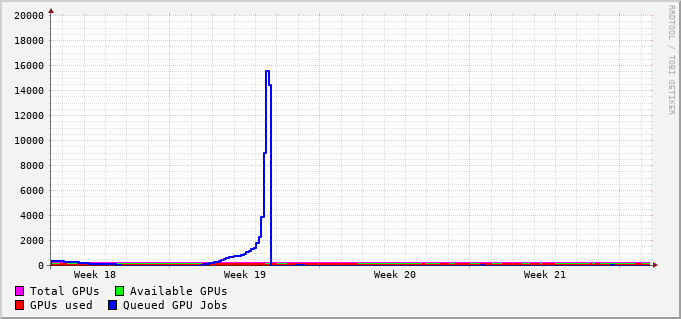 20000
18000
16000
14000
12000
10000
8000
6000
4000
2000
0
Week 18 Week 19 Week 20 Week 21
Total GPUs Available GPUs
GPUs used Queued GPU Jobs
RRDTOOL / TOBI OETIKER